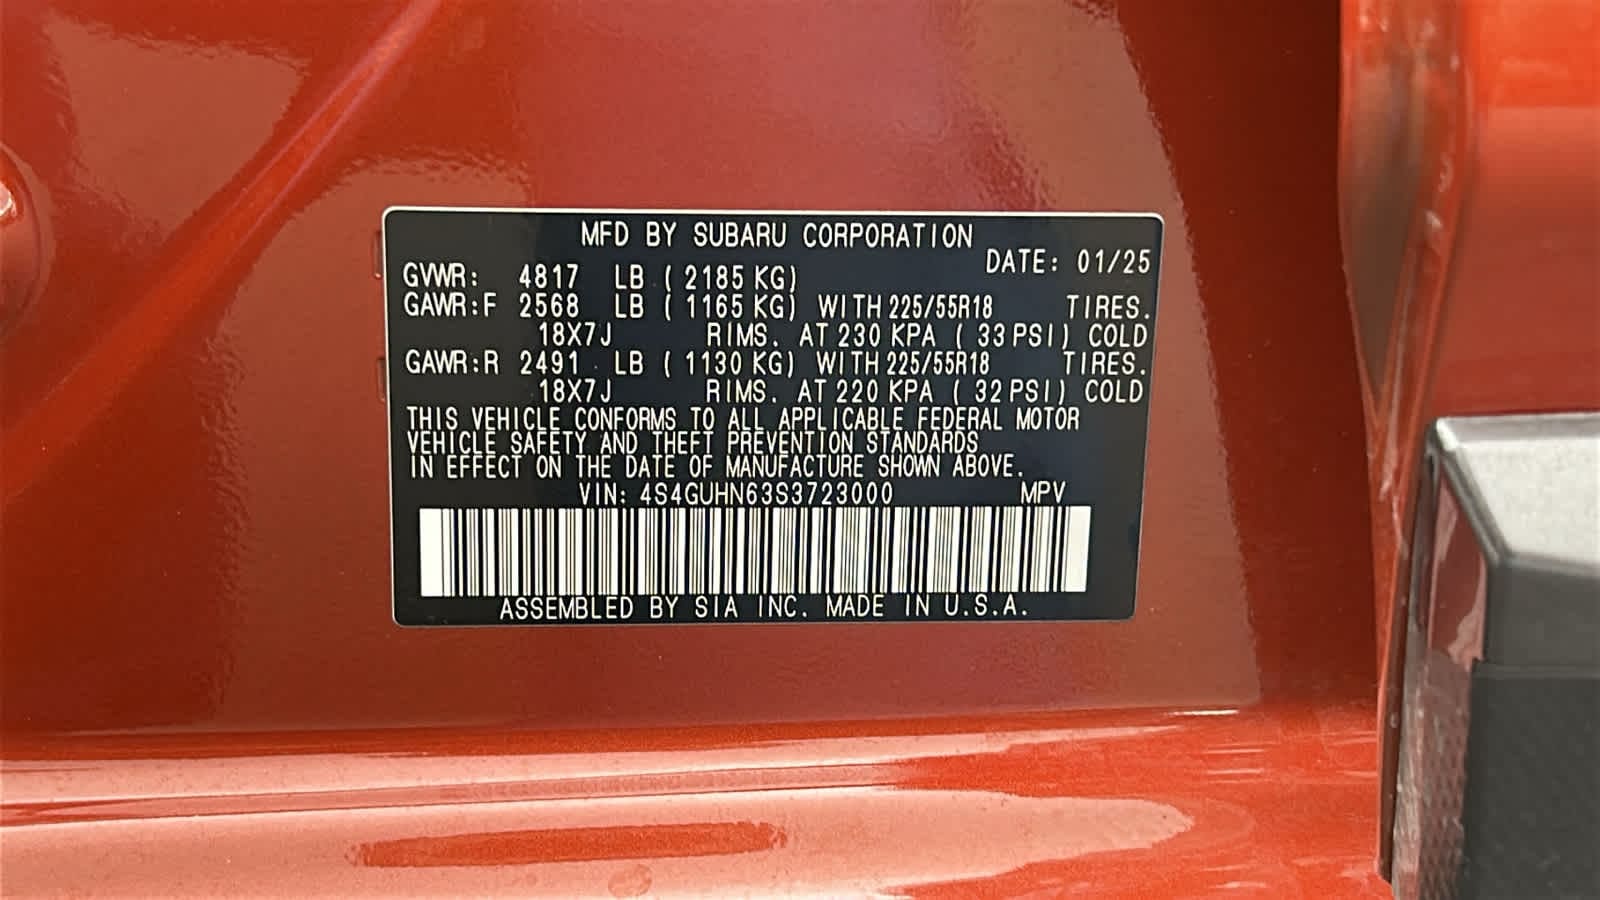 MFD BY SUBARU CORPORATION
DATE: 01/25
GVWR: 4817 LB ( 2185 KG)
GAWR:F 2568 LB ( 1165 KG) WITH 225/55R18 TIRES.
18X7J RIMS. AT 230 KPA ( 33 PSI) COLD
GAWR:R 2491 LB ( 1130 KG) WITH 225/55R18 TIRES.
18X7J RIMS. AT 220 KPA ( 32 PSI) COLD
THIS VEHICLE CONFORMS TO ALL APPLICABLE FEDERAL MOTOR
VEHICLE SAFETY AND THEFT PREVENTION STANDARDS
IN EFFECT ON THE DATE OF MANUFACTURE SHOWN ABOVE.
VIN: 4S4GUHN63S3723000 MPV
ASSEMBLED BY SIA INC. MADE IN U.S.A.